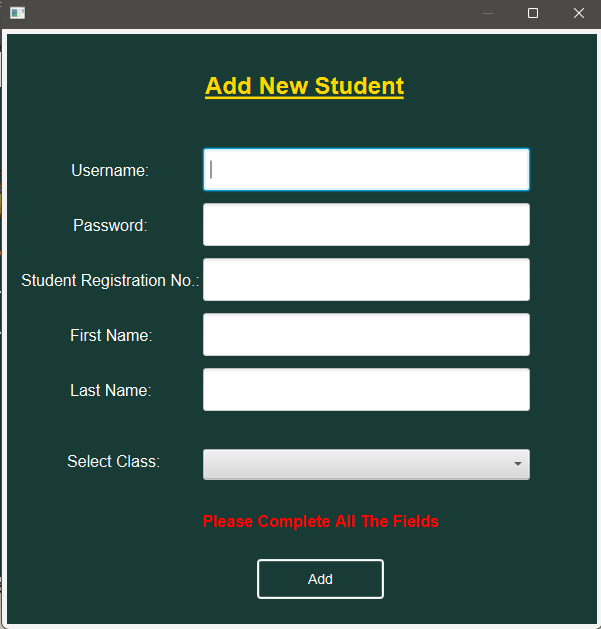 Add New Student
Username:
Password:
Student Registration No.:
First Name:
Last Name:
Select Class:
Please Complete All The Fields
Add